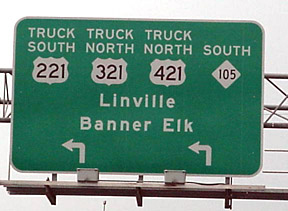 TRUCK TRUCK TRUCK
SOUTH NORTH NORTH SOUTH
221 321 421 105
Linville
Banner Elk